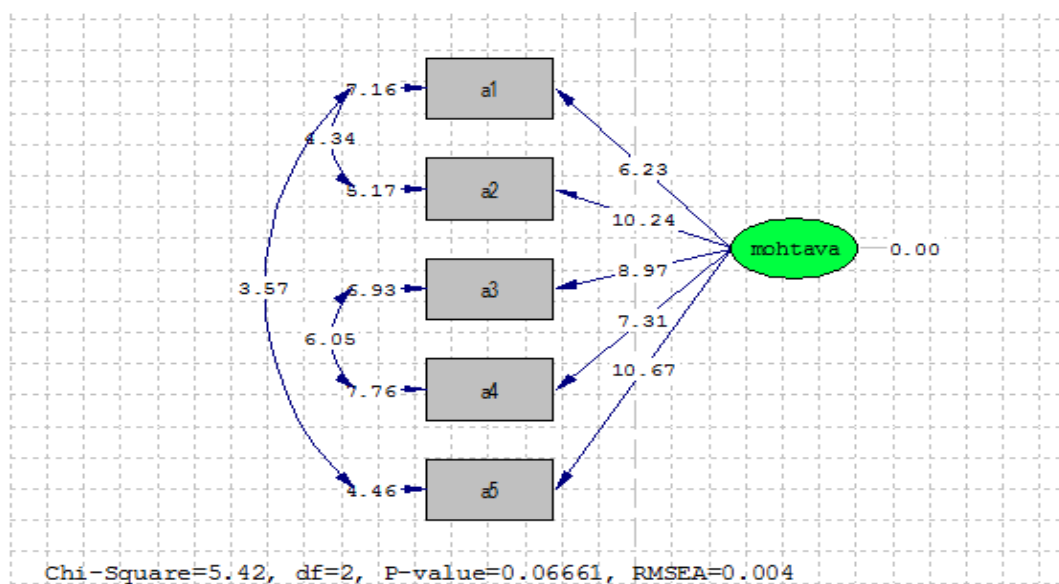 7.16 a1
4.34
6.23
5.17 a2
10.24
mohtava 0.00
8.97
3.57 a3
7.31
6.05
10.67
7.76 a4
4.46 a5
Chi-Square=5.42, df=2, P-value=0.06661, RMSEA=0.004